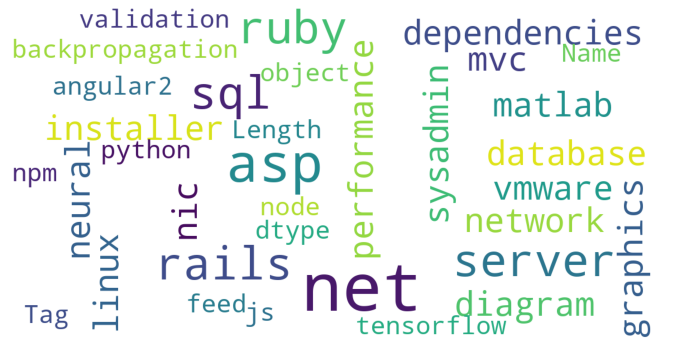 validation
ruby
dependencies
backpropagation
mvc
Name
object
angular2
sql
performance
sysadmin
matlab
installer
Length
python
asp
database
npm
neural
nic
node
vmware
network
graphics
dtype
linux
rails
net
server
feed
js
diagram
Tag
tensorflow